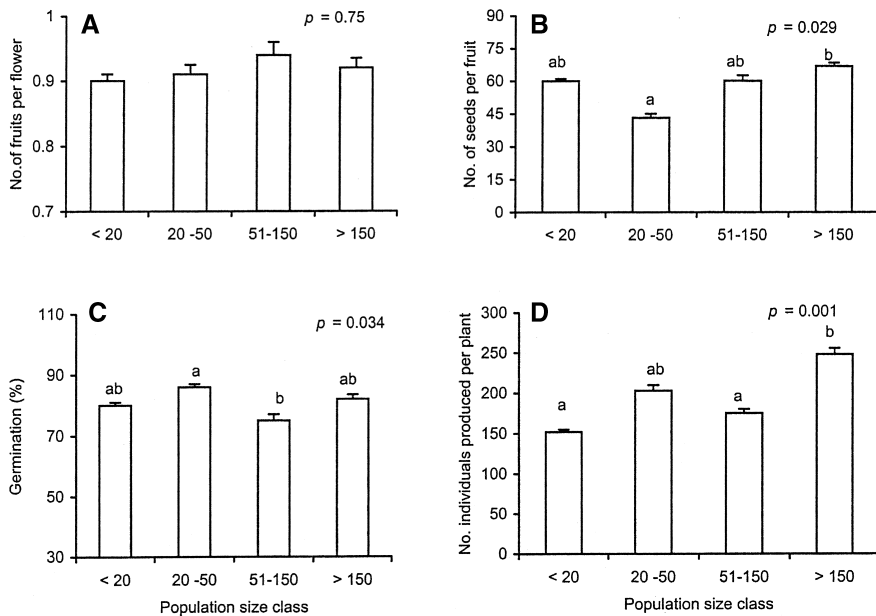 A
p = 0.75
No.of fruits per flower
1
0.9
0.8
0.7
< 20
20 -50
51-150
> 150
B
p = 0.029
No. of seeds per fruit
90
75
60
45
30
15
0
ab
a
ab
b
< 20
20 -50
51-150
> 150
C
p = 0.034
Germination (%)
110
90
70
50
30
ab
a
b
ab
< 20
20 -50
51-150
> 150
Population size class
D
p = 0.001
No. individuals produced per plant
300
250
200
150
100
50
0
a
ab
a
b
< 20
20 -50
51-150
> 150
Population size class